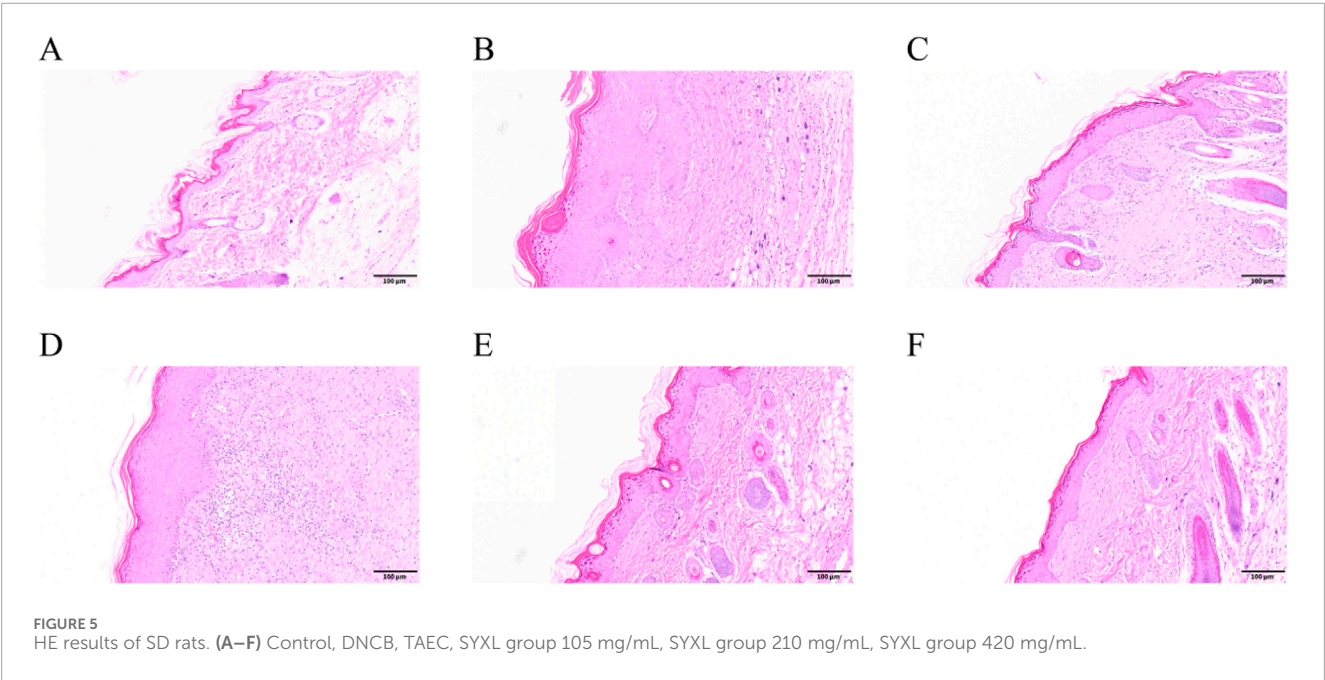 A
B
C
100 µm
100 µm
100 µm
D
E
F
100 µm
100 µm
100 µm
FIGURE 5
HE results of SD rats. (A–F) Control, DNCB, TAEC, SYXL group 105 mg/mL, SYXL group 210 mg/mL, SYXL group 420 mg/mL.